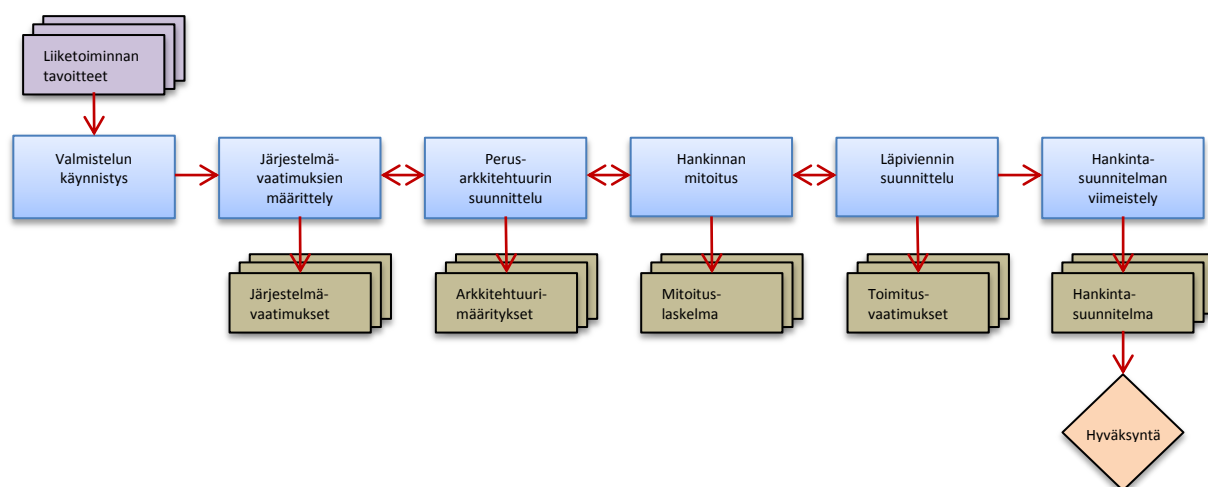 Liiketoiminnan
tavoitteet
Valmistelun
käynnistys
Järjestelmä-
vaatimuksien
määrittely
Perus-
arkkitehtuurin
suunnittelu
Hankinnan
mitoitus
Läpiviennin
suunnittelu
Hankinta-
suunnitelman
viimeistely
Järjestelmä-
vaatimukset
Arkkitehtuuri-
määritykset
Mitoitus-
laskelma
Toimitus-
vaatimukset
Hankinta-
suunnitelma
Hyväksyntä